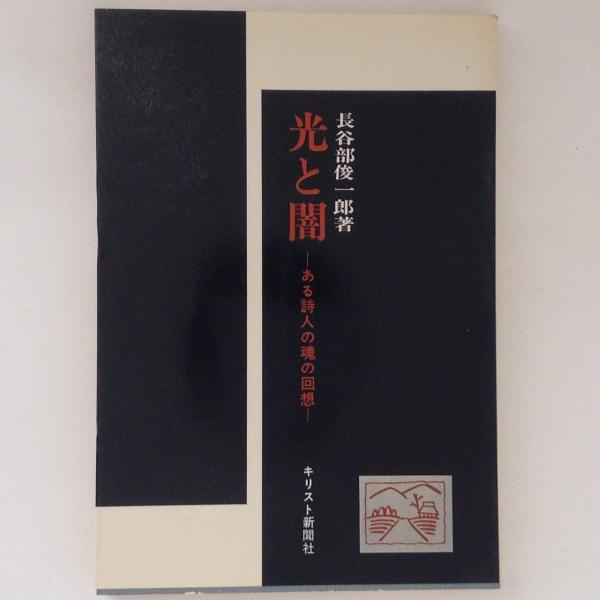 長谷部俊一郎著
光と闇
―ある詩人の魂の回想―
キリスト新聞社